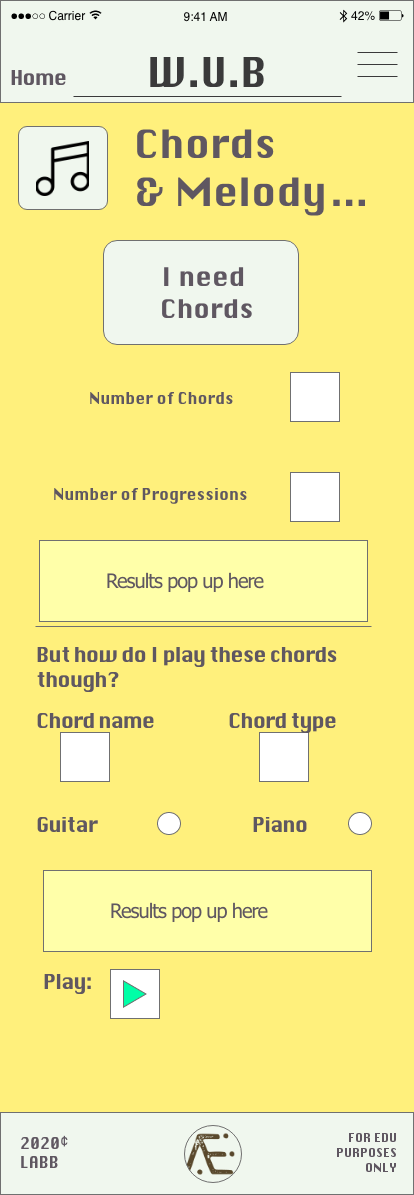 Carrier 9:41 AM 42%
Home W.U.B
Chords
& Melody...
I need
Chords
Number of Chords
Number of Progressions
Results pop up here
But how do I play these chords
though?
Chord name Chord type
Guitar Piano
Results pop up here
Play:
2020¢
LABB
Æ:
FOR EDU
PURPOSES
ONLY